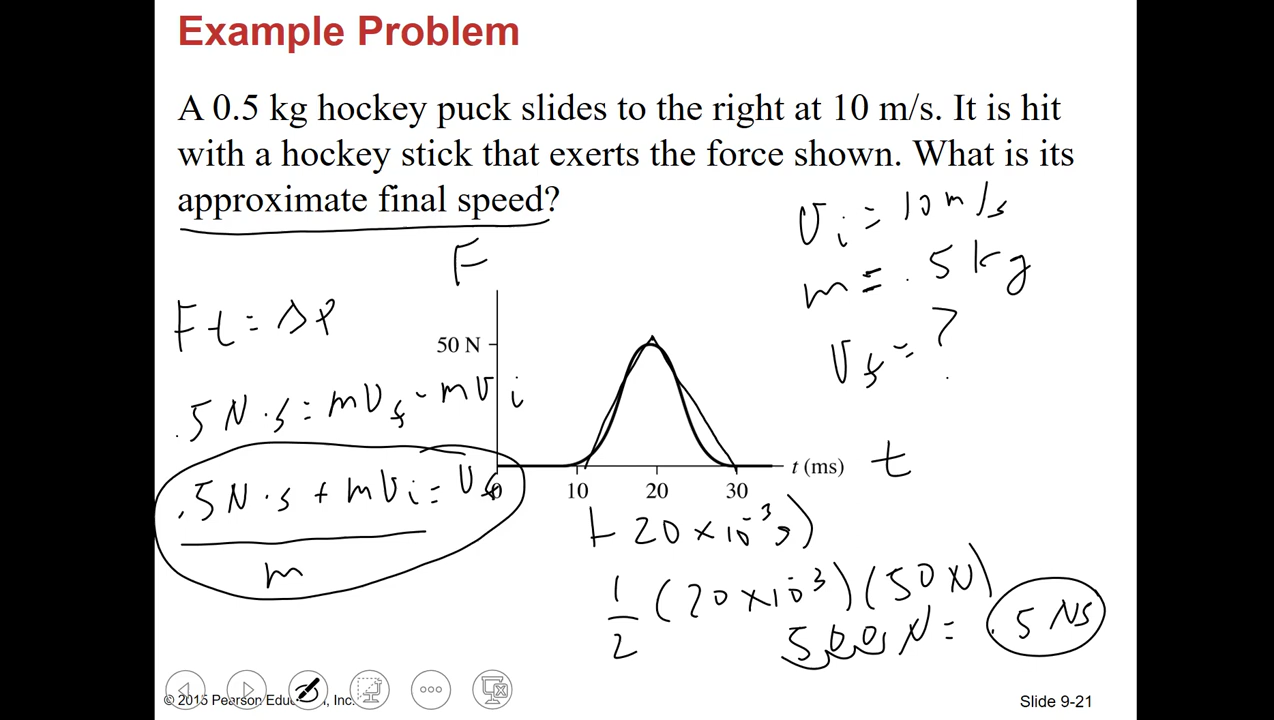 Example Problem
A 0.5 kg hockey puck slides to the right at 10 m/s. It is hit
with a hockey stick that exerts the force shown. What is its
approximate final speed?
Vi = 10 m/s
m = .5 kg
Vf = ?
F
Ft = ΔP
50 N
.5 N·s = mVf - mVi
t (ms)
t
.5 N·s + mVi = Vf
m
0
10
20
30
20 × 10⁻³ s)
1/2 (20 × 10⁻³) (50 N)
500 N = .5 NS
© 2015 Pearson Education, Inc.
Slide 9-21